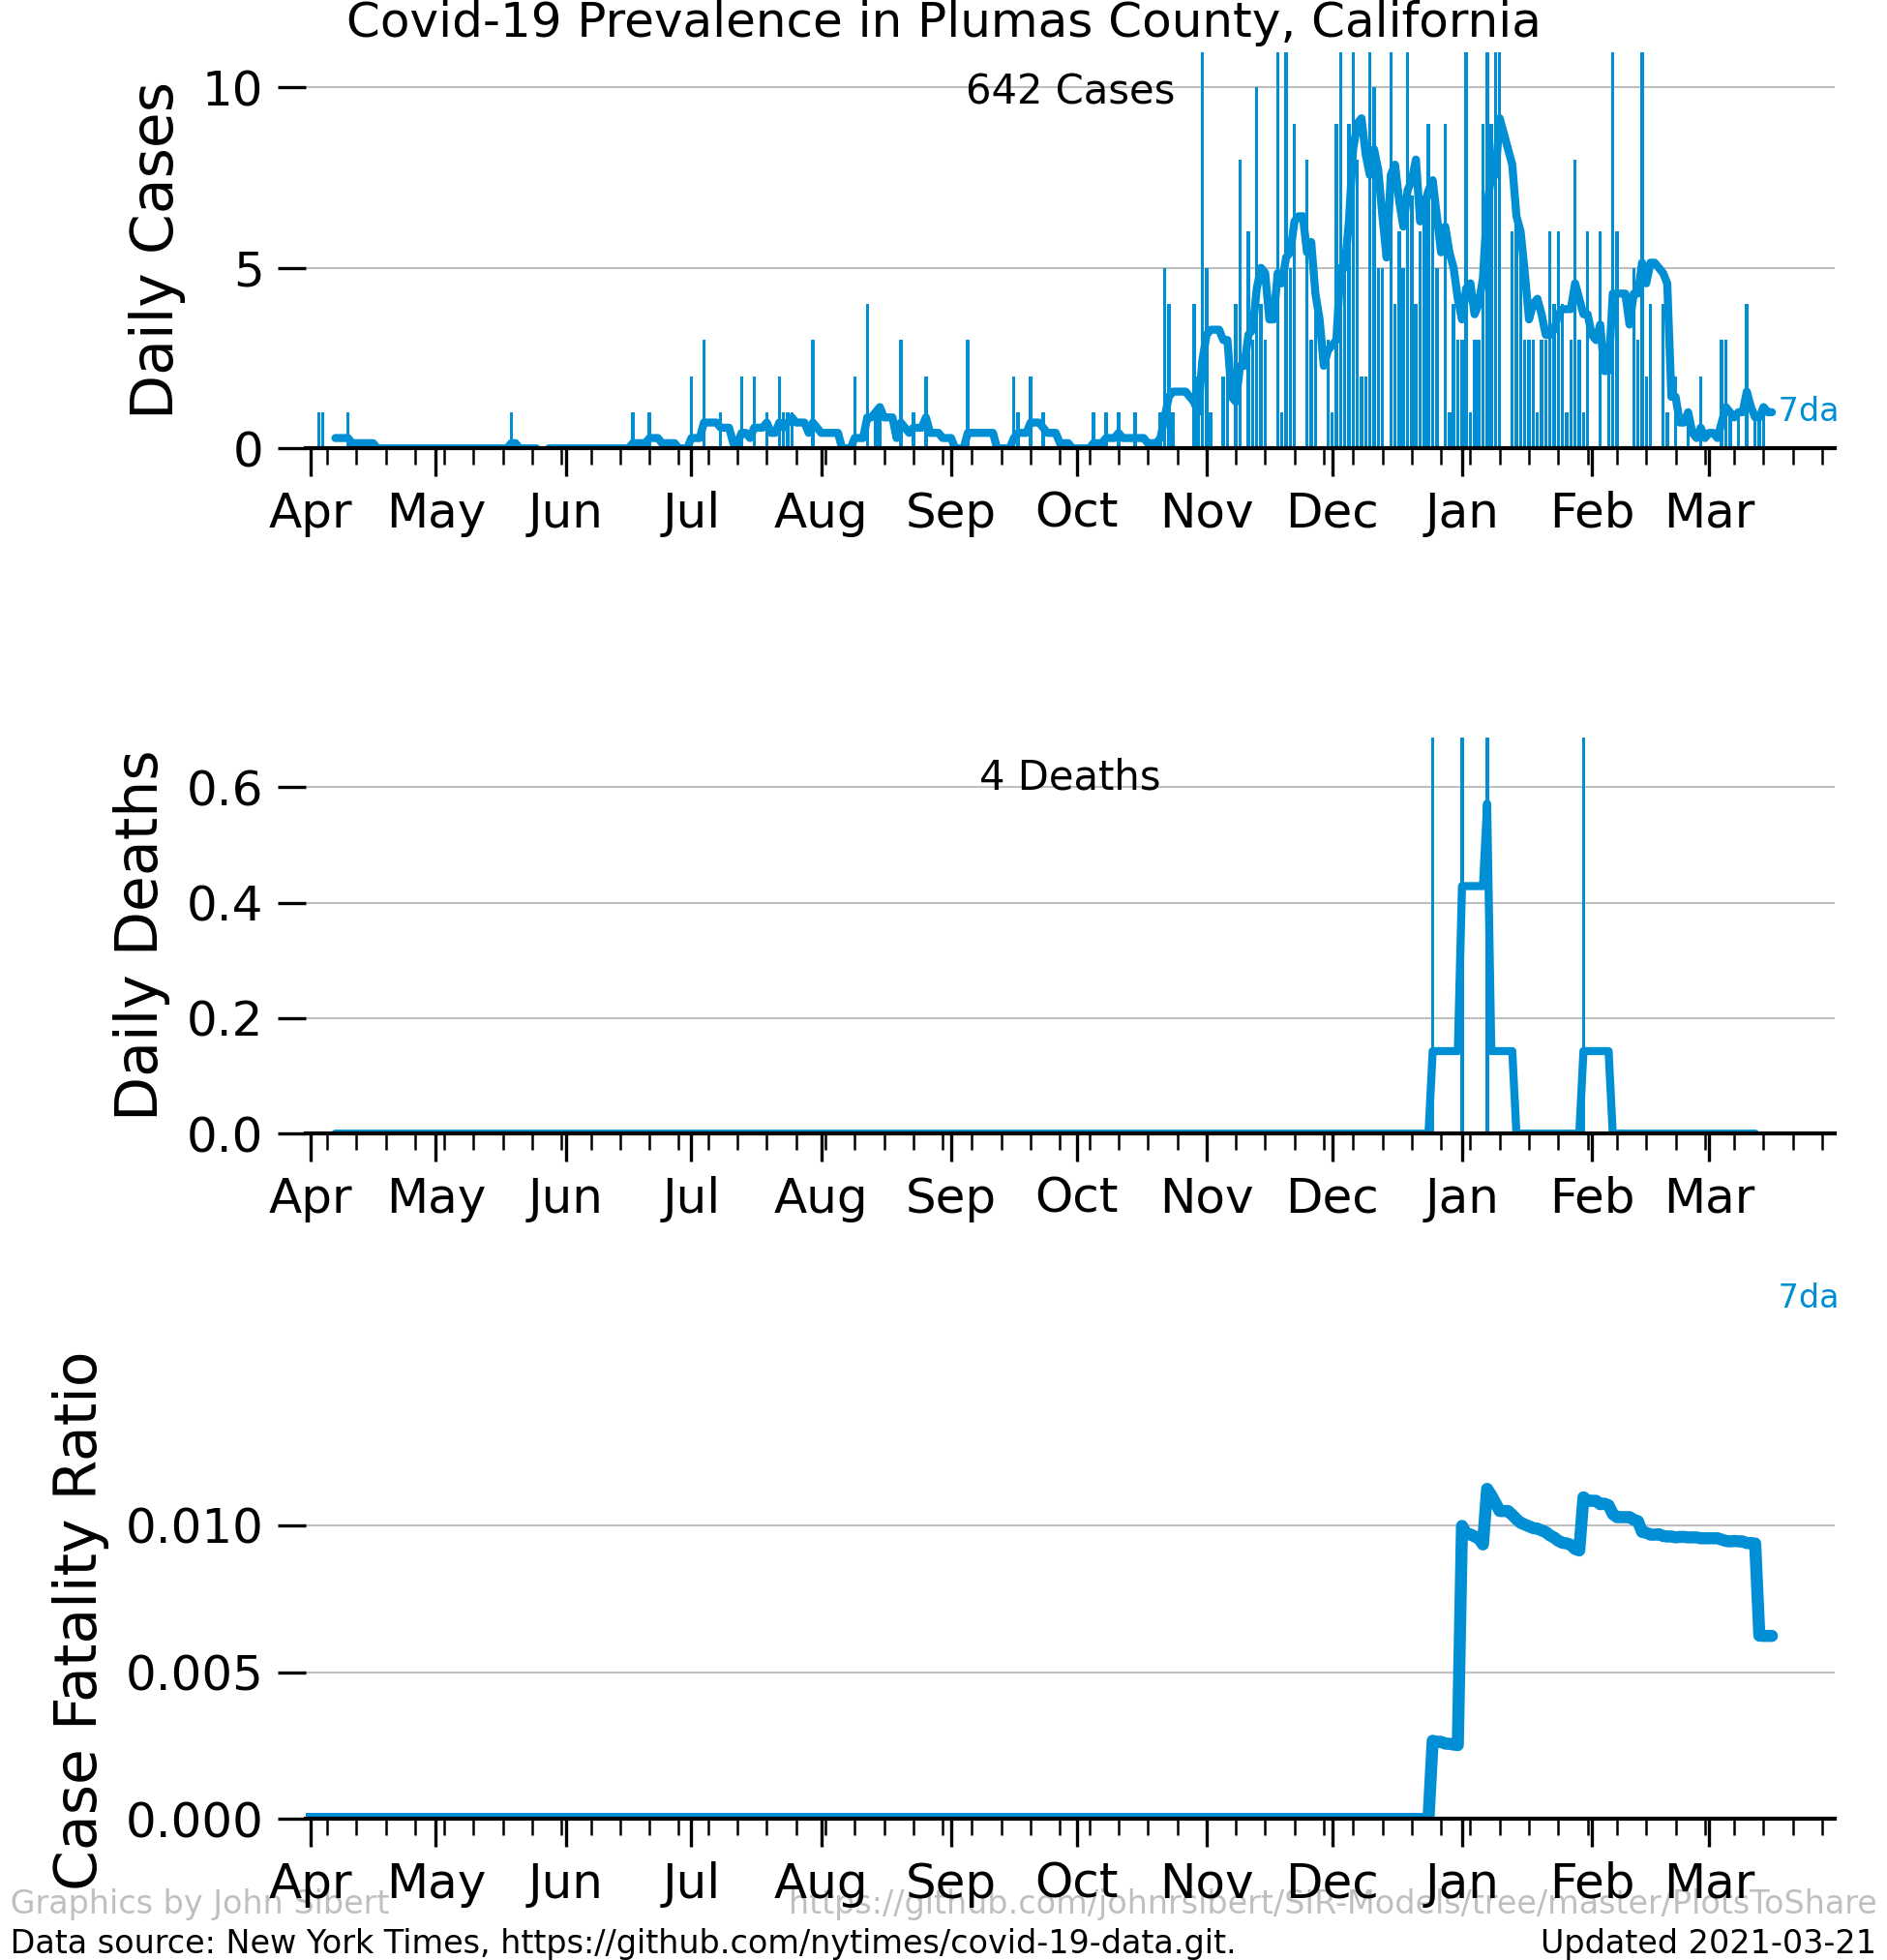 Covid-19 Prevalence in Plumas County, California
Daily Cases
10
5
0
642 Cases
7da
Apr May Jun Jul Aug Sep Oct Nov Dec Jan Feb Mar
Daily Deaths
0.6
0.4
0.2
0.0
4 Deaths
Apr May Jun Jul Aug Sep Oct Nov Dec Jan Feb Mar
7da
Case Fatality Ratio
0.010
0.005
0.000
Apr May Jun Jul Aug Sep Oct Nov Dec Jan Feb Mar
Graphics by John Sibert
https://github.com/johnrsibert/SIR-Models/tree/master/PlotsToShare
Data source: New York Times, https://github.com/nytimes/covid-19-data.git.
Updated 2021-03-21